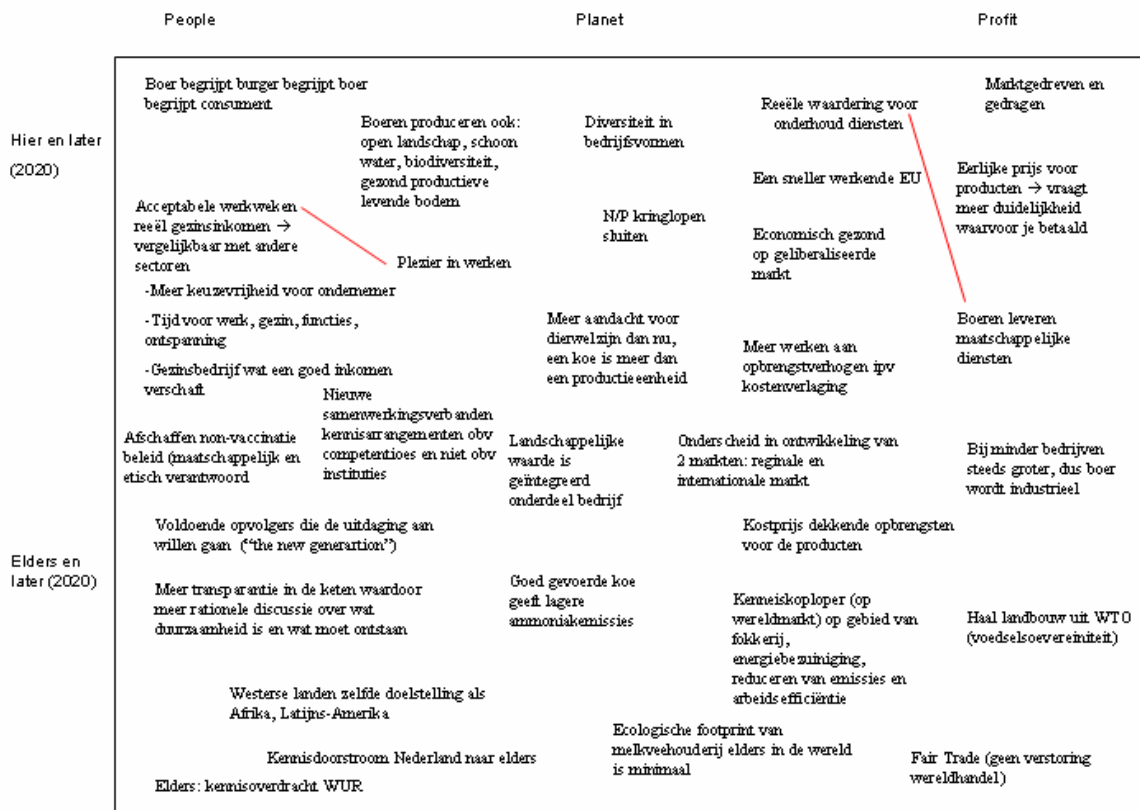 People
Planet
Profit
Hier en later
(2020)
Boer begrijpt burger begrijpt boer
begrijpt consument
Boeren produceren ook:
open landschap, schoon
water, biodiversiteit,
gezond productieve
levende bodem
Diversiteit in
bedrijfsvormen
Reeële waardering voor
onderhoud diensten
Marktgedreven en
gedragen
Een sneller werkende EU
Eerlijke prijs voor
producten → vraagt
meer duidelijkheid
waarvoor je betaald
Acceptabele werkweken
reeël gezinsinkomen →
vergelijkbar met andere
sectoren
N/P kringlopen
sluiten
Economisch gezond
op geliberaliseerde
markt
Plezier in werken
-Meer keuzevrijheid voor ondernemer
-Tijd voor werk, gezin, functies,
ontspanning
-Gezinsbedrijf wat een goed inkomen
verschaft
Meer aandacht voor
dierwelzijn dan nu,
een koe is meer dan
een productieeenheid
Meer werken aan
opbrengstverhogen ipv
kostenverlaging
Boeren leveren
maatschappelijke
diensten
Nieuwe
samenwerkingsverbanden
kennisarrangementen obv
competentioes en niet obv
instituties
Afschaffen non-vaccinatie
beleid (maatschappelijk en
etisch verantwoord
Landschappelijke
waarde is
geïntegreerd
onderdeel bedrijf
Onderscheid in ontwikkeling van
2 markten: reginale en
internationale markt
Bij minder bedrijven
steeds groter, dus boer
wordt industrieel
Elders en
later (2020)
Voldoende opvolgers die de uitdaging aan
willen gaan ("the new generartion")
Kostprijs dekkende opbrengsten
voor de producten
Meer transparantie in de keten waardoor
meer rationele discussie over wat
duurzaamheid is en wat moet ontstaan
Goed gevoerde koe
geeft lagere
ammoniakemissies
Kenneiskoploper (op
wereldmarkt) op gebied van
fokkerij,
energiebezuiniging,
reduceren van emissies en
arbeidsefficiëntie
Haal landbouw uit WTO
(voedselsoevereiniteit)
Westerse landen zelfde doelstelling als
Afrika, Latijns-Amerika
Ecologische footprint van
melkveehouderij elders in de wereld
is minimaal
Kennisdoorstroom Nederland naar elders
Fair Trade (geen verstoring
wereldhandel)
Elders: kennisoverdracht WUR